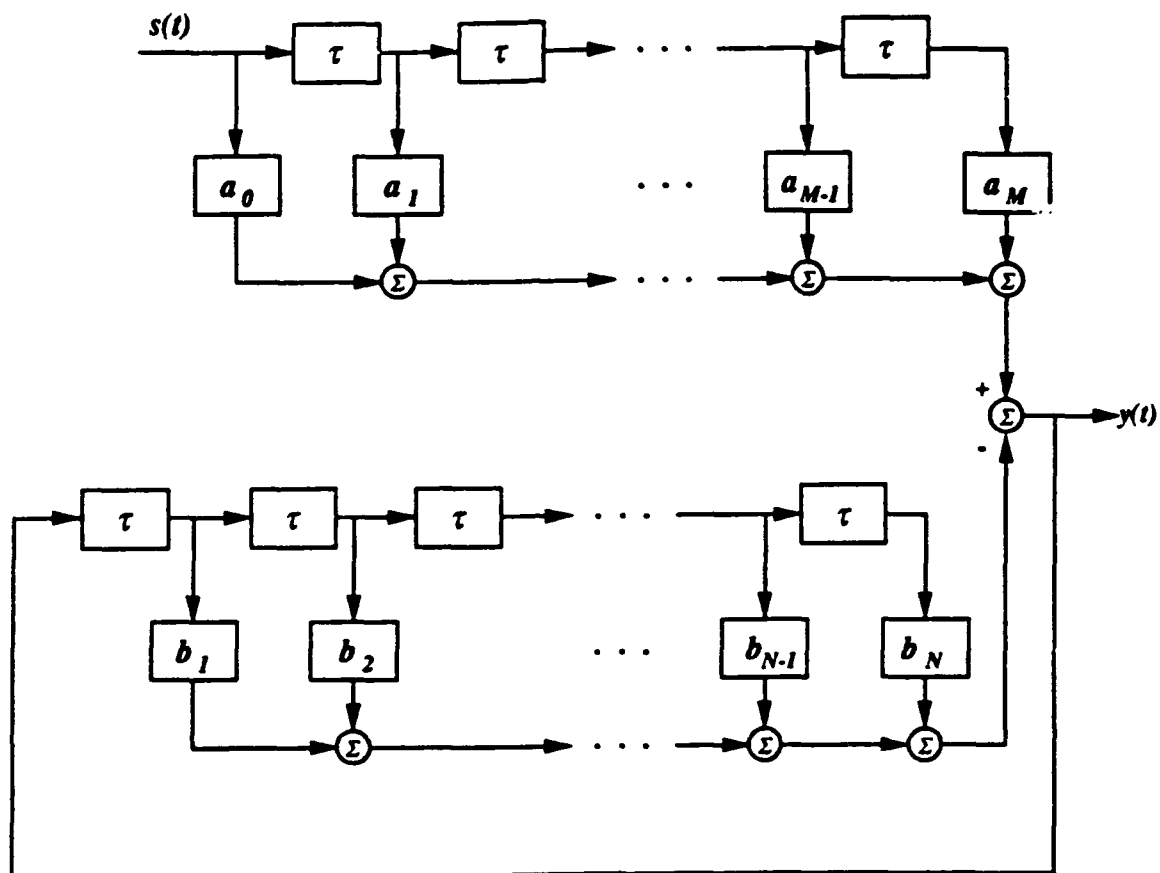 s(t)
τ τ . . . τ
a0 a1 . . . aM-1 aM
Σ . . . Σ Σ
+
Σ y(t)
-
τ τ τ . . . τ
b1 b2 . . . bN-1 bN
Σ . . . Σ Σ